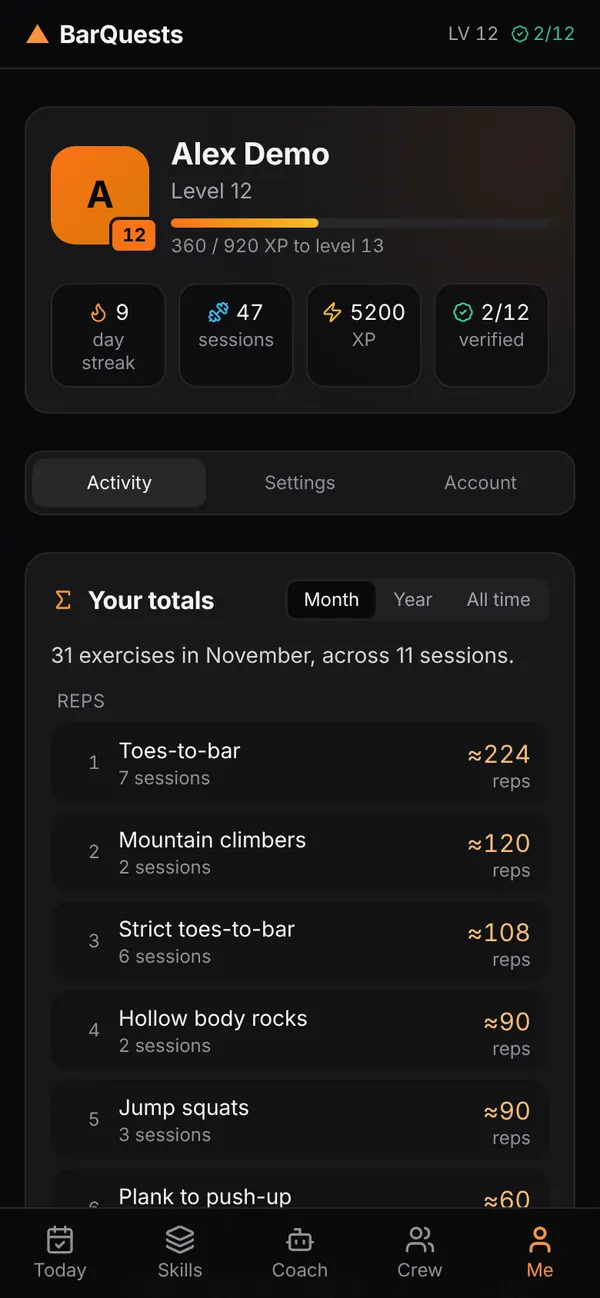 BarQuests
LV 12 2/12
A
12
Alex Demo
Level 12
360 / 920 XP to level 13
9
day
streak
47
sessions
5200
XP
2/12
verified
Activity Settings Account
Σ Your totals Month Year All time
31 exercises in November, across 11 sessions.
REPS
1 Toes-to-bar ≈224
7 sessions reps
2 Mountain climbers ≈120
2 sessions reps
3 Strict toes-to-bar ≈108
6 sessions reps
4 Hollow body rocks ≈90
2 sessions reps
5 Jump squats ≈90
3 sessions reps
6 Plank to push-up ≈60
Today Skills Coach Crew Me